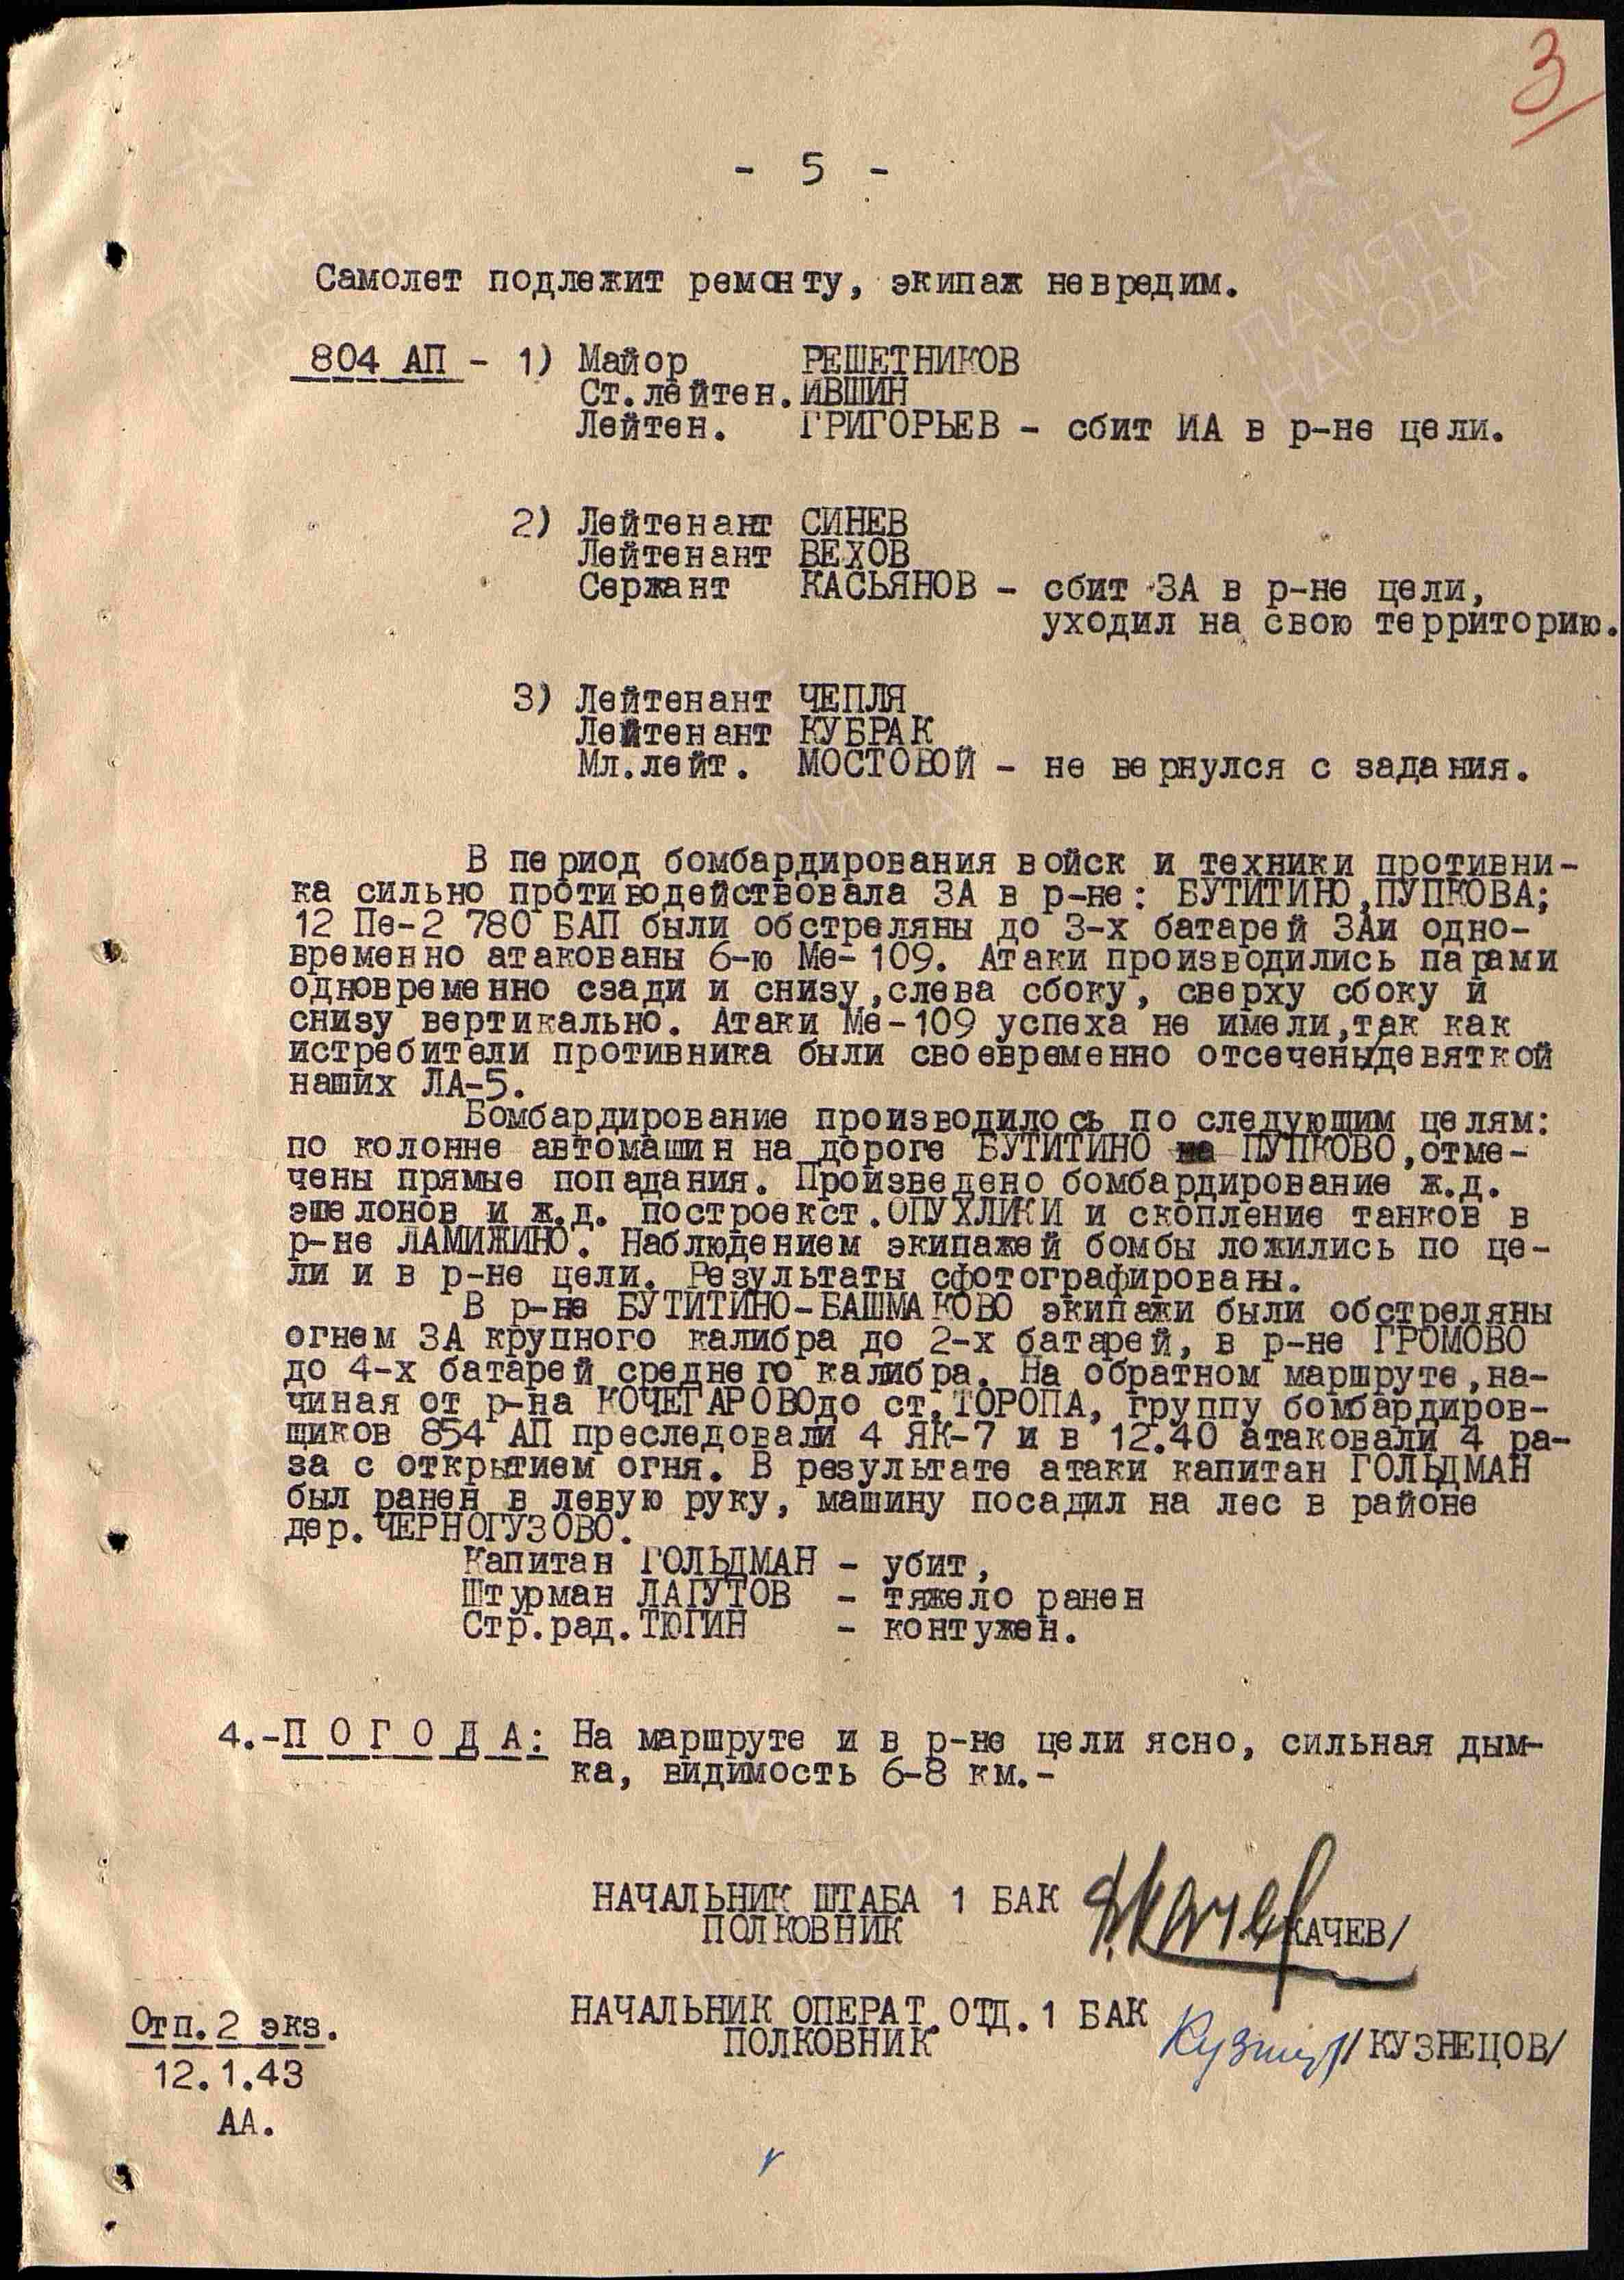 3
- 5 -
Самолет подлежит ремонту, экипаж невредим.
804 АП - 1) Майор РЕШЕТНИКОВ
Ст.лейтен. ИВШИН
Лейтен. ГРИГОРЬЕВ - сбит ИА в р-не цели.
2) Лейтенант СИНЕВ
Лейтенант ВЕХОВ
Сержант КАСЬЯНОВ - сбит ЗА в р-не цели,
уходил на свою территорию.
3) Лейтенант ЧЕПЛЯ
Лейтенант КУБРАК
Мл.лейт. МОСТОВОЙ - не вернулся с задания.
В период бомбардирования войск и техники противни-
ка сильно противодействовала ЗА в р-не: БУТИТИНО,ПУПКОВА;
12 Пе-2 780 БАП были обстреляны до 3-х батарей ЗАи одно-
временно атакованы 6-ю Ме-109. Атаки производились парами
одновременно сзади и снизу,слева сбоку, сверху сбоку и
снизу вертикально. Атаки Ме-109 успеха не имели,так как
истребители противника были своевременно отсечены/девяткой
наших ЛА-5.
Бомбардирование производилось по следующим целям:
по колонне автомашин на дороге БУТИТИНО на ПУПКОВО,отме-
чены прямые попадания. Произведено бомбардирование ж.д.
эшелонов и ж.д. построекст.ОПУХЛИКИ и скопление танков в
р-не ЛАМИЖИНО. Наблюдением экипажей бомбы ложились по це-
ли и в р-не цели. Результаты сфотографированы.
В р-не БУТИТИНО-БАШМАКОВО экипажи были обстреляны
огнем ЗА крупного калибра до 2-х батарей, в р-не ГРОМОВО
до 4-х батарей среднего калибра. На обратном маршруте,на-
чиная от р-на КОЧЕГАРОВОдо ст.ТОРОПА, группу бомбардиров-
щиков 854 АП преследовали 4 ЯК-7 и в 12.40 атаковали 4 ра-
за с открытием огня. В результате атаки капитан ГОЛЬДМАН
был ранен в левую руку, машину посадил на лес в районе
дер.ЧЕРНОГУЗОВО.
Капитан ГОЛЬДМАН - убит,
Штурман ЛАГУТОВ - тяжело ранен
Стр.рад.ТЮГИН - контужен.
4.-ПОГОДА: На маршруте и в р-не цели ясно, сильная дым-
ка, видимость 6-8 км.-
НАЧАЛЬНИК ШТАБА 1 БАК
ПОЛКОВНИК КАЧЕВ/
НАЧАЛЬНИК ОПЕРАТ.ОТД.1 БАК
ПОЛКОВНИК /КУЗНЕЦОВ/
Отп.2 экз.
12.1.43
АА.
ПАМЯТЬ
НАРОДА